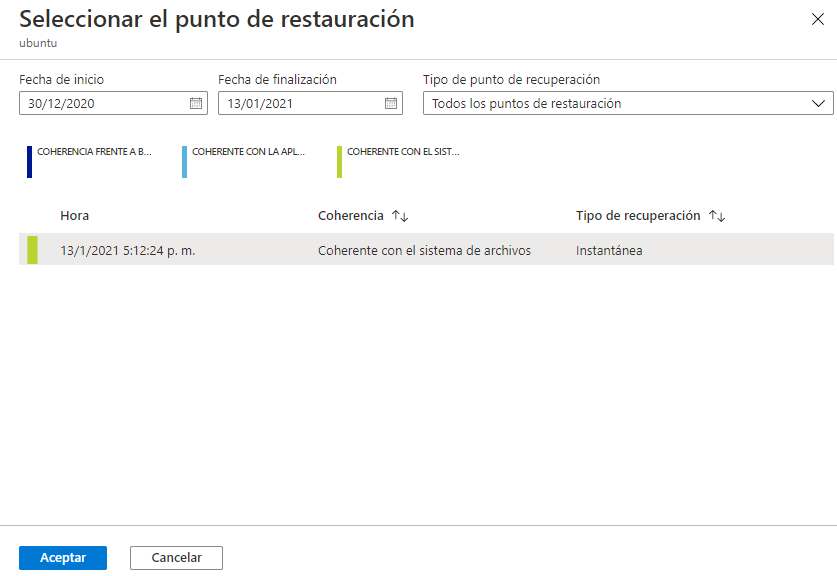 Seleccionar el punto de restauración
ubuntu
Fecha de inicio Fecha de finalización Tipo de punto de recuperación
30/12/2020 13/01/2021 Todos los puntos de restauración
COHERENCIA FRENTE A B... COHERENTE CON LA APL... COHERENTE CON EL SIST...
Hora Coherencia Tipo de recuperación
13/1/2021 5:12:24 p. m. Coherente con el sistema de archivos Instantánea
Aceptar Cancelar